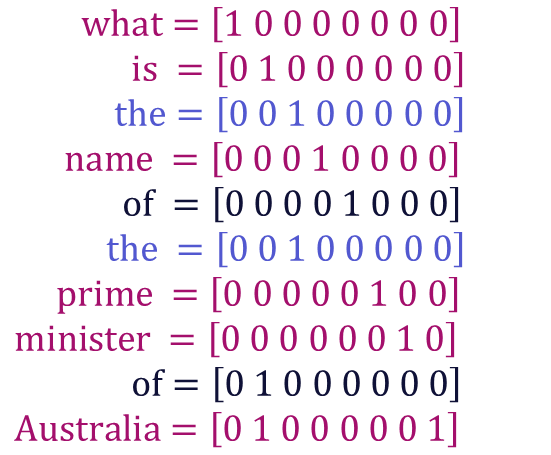 what = [1 0 0 0 0 0 0 0]
is = [0 1 0 0 0 0 0 0]
the = [0 0 1 0 0 0 0 0]
name = [0 0 0 1 0 0 0 0]
of = [0 0 0 0 1 0 0 0]
the = [0 0 1 0 0 0 0 0]
prime = [0 0 0 0 0 1 0 0]
minister = [0 0 0 0 0 0 1 0]
of = [0 1 0 0 0 0 0 0]
Australia = [0 1 0 0 0 0 0 1]